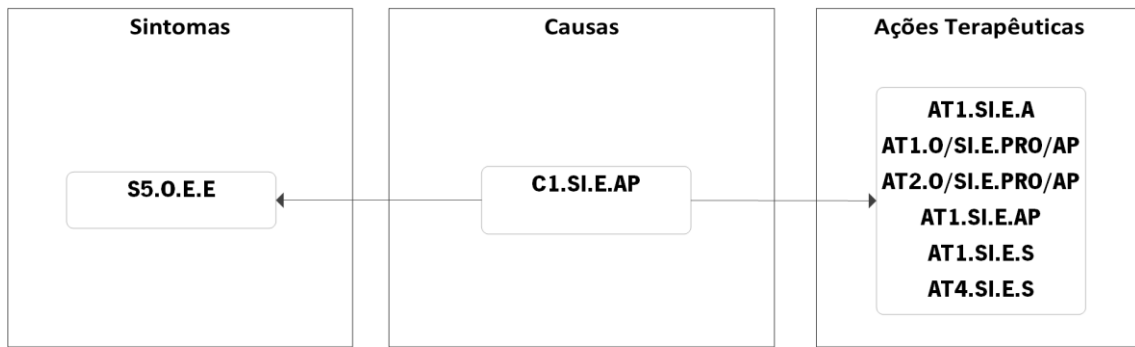 Sintomas
Causas
Ações Terapêuticas
S5.O.E.E
C1.SI.E.AP
AT1.SI.E.A
AT1.O/SI.E.PRO/AP
AT2.O/SI.E.PRO/AP
AT1.SI.E.AP
AT1.SI.E.S
AT4.SI.E.S